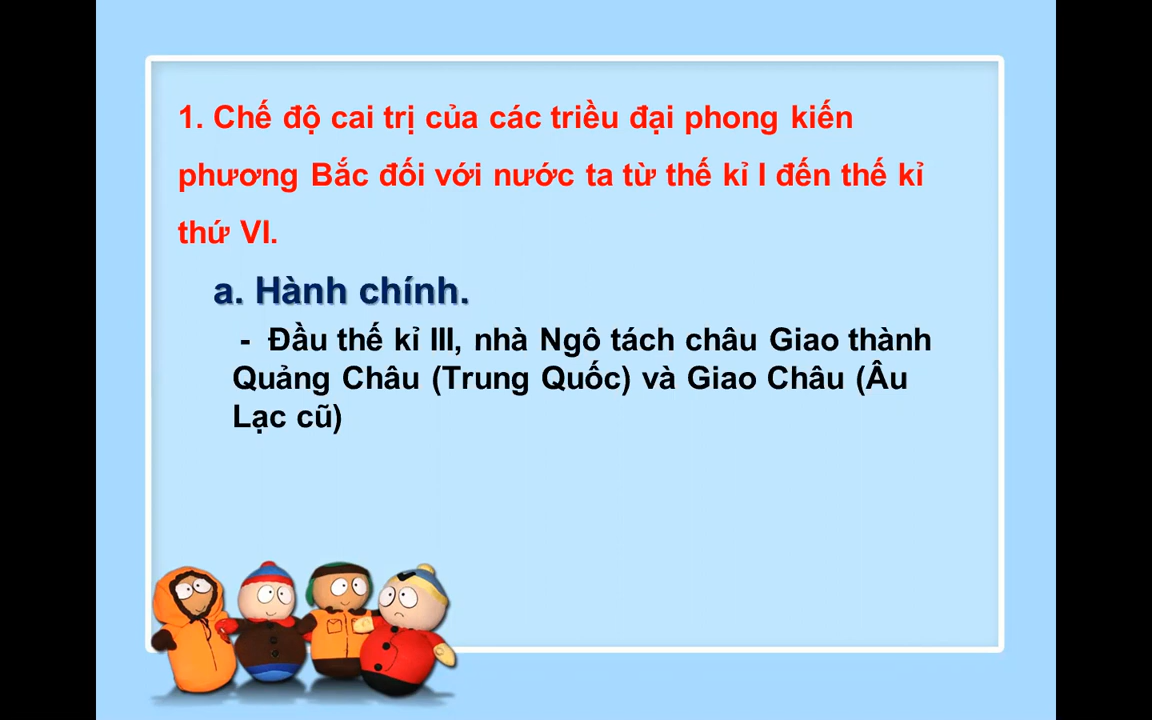 1. Chế độ cai trị của các triều đại phong kiến
phương Bắc đối với nước ta từ thế kỉ I đến thế kỉ
thứ VI.
a. Hành chính.
- Đầu thế kỉ III, nhà Ngô tách châu Giao thành
Quảng Châu (Trung Quốc) và Giao Châu (Âu
Lạc cũ)